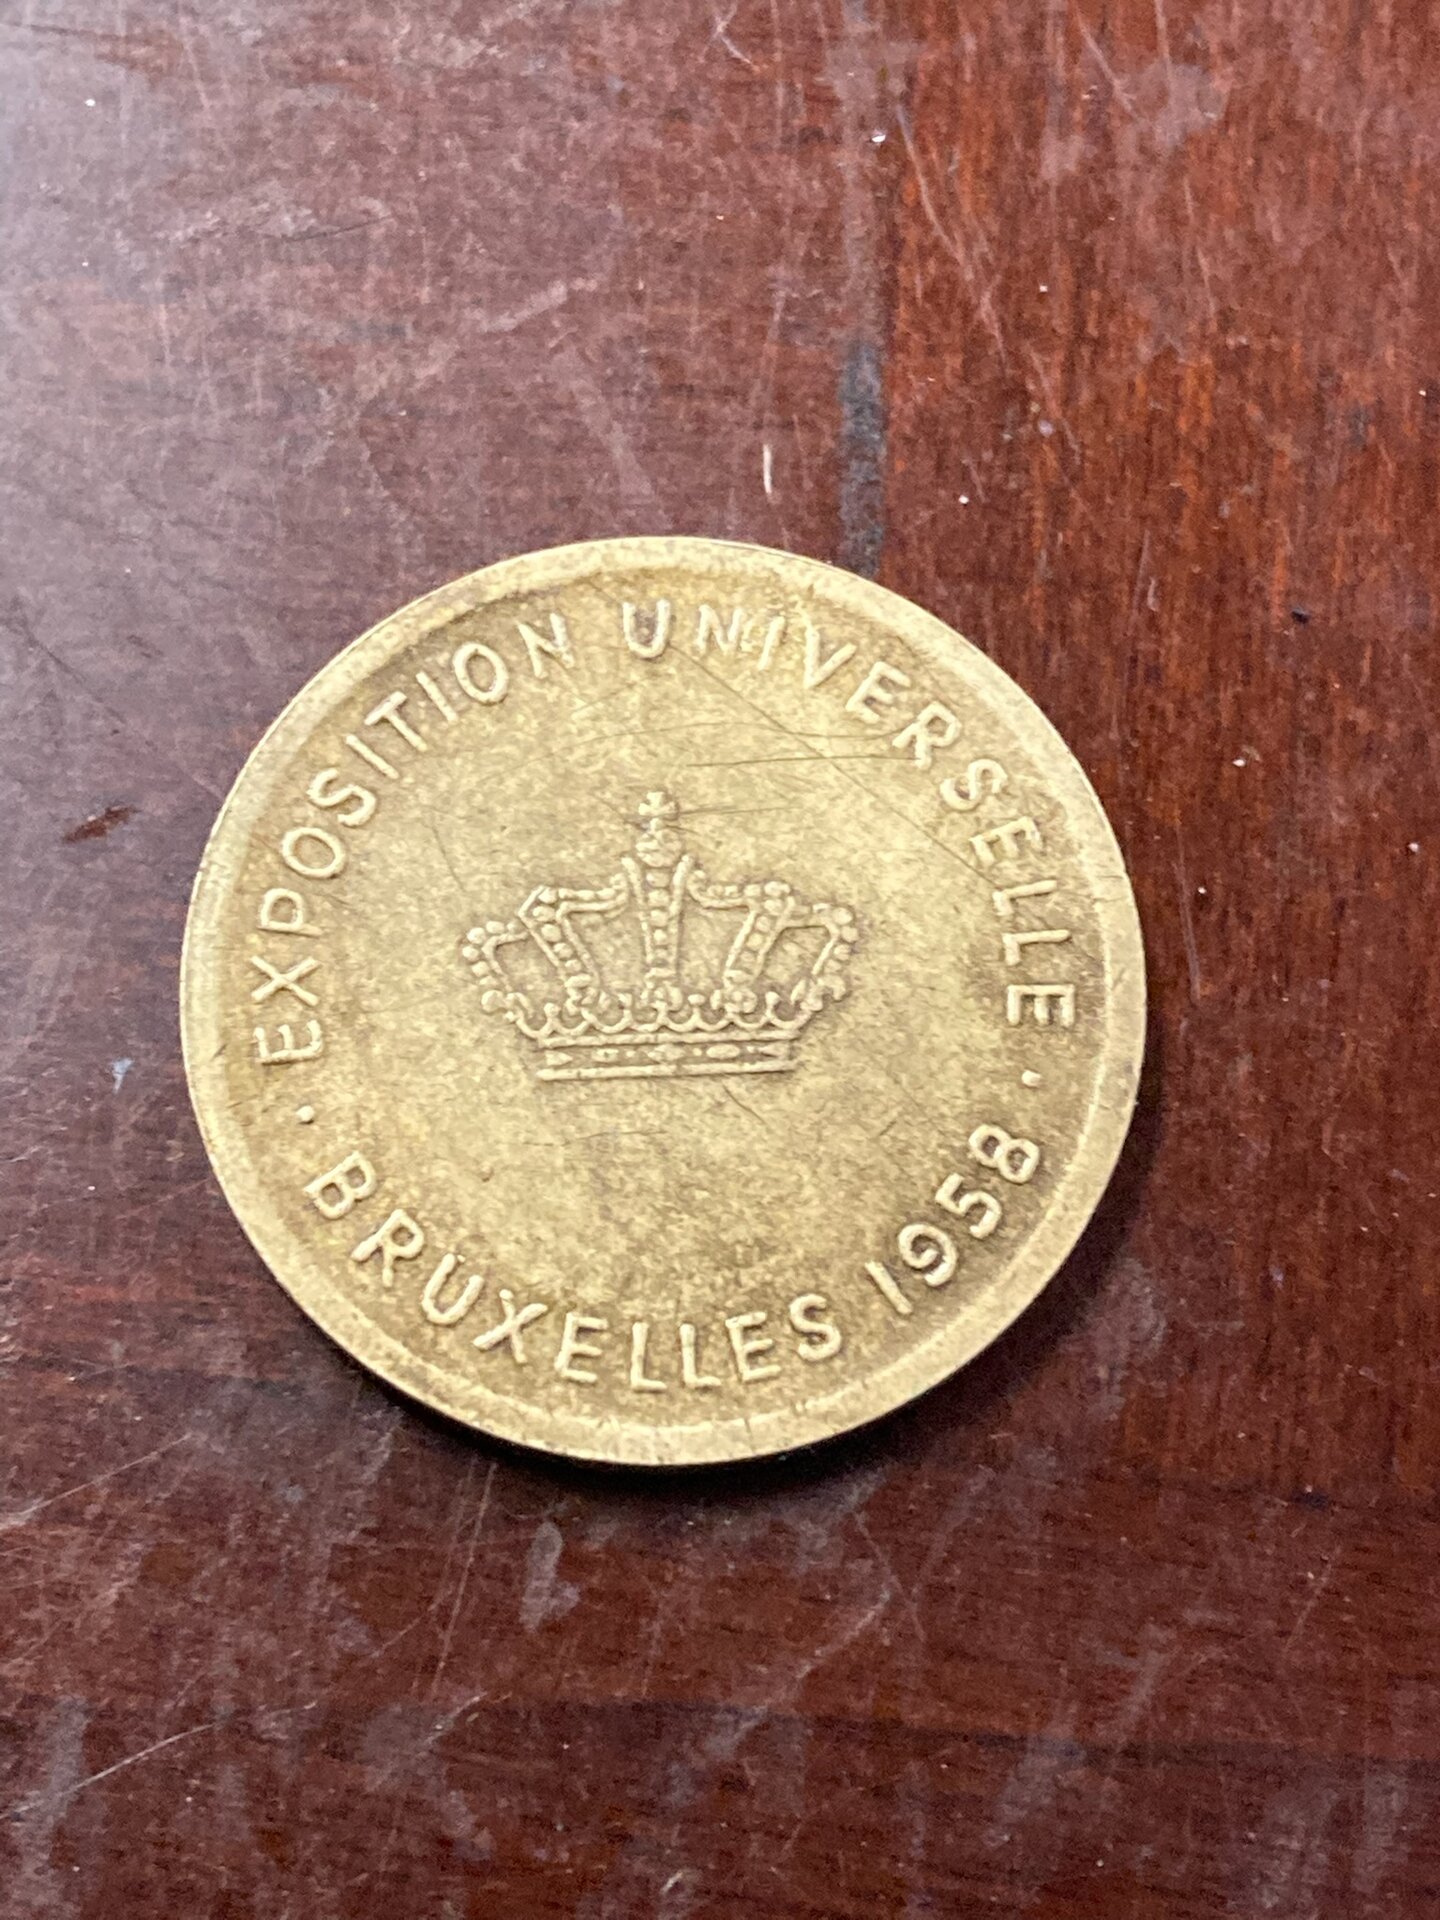 EXPOSITION UNIVERSELLE
· BRUXELLES 1958 ·